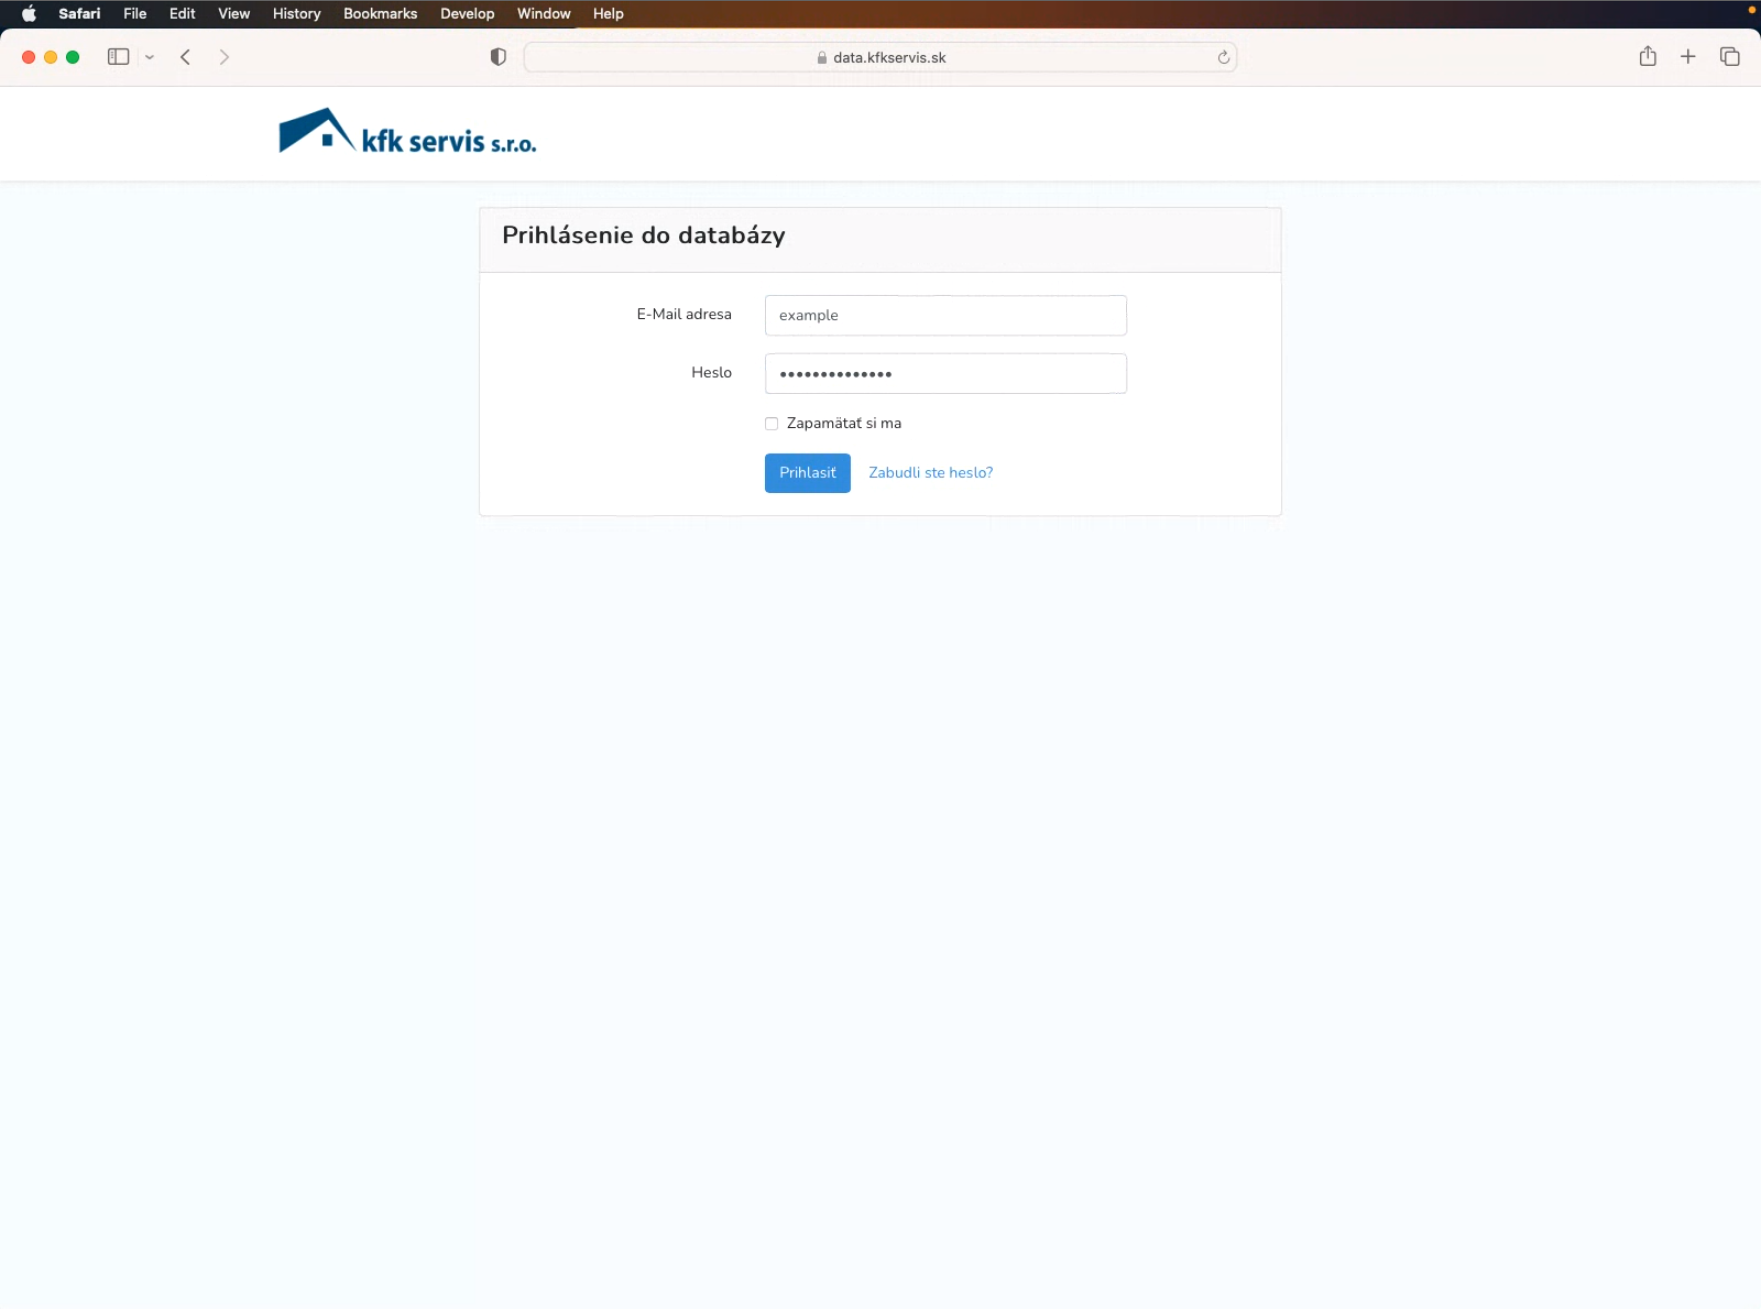 Safari File Edit View History Bookmarks Develop Window Help
data.kfkservis.sk
kfk servis s.r.o.
Prihlásenie do databázy
E-Mail adresa example
Heslo ••••••••••••••
Zapamätať si ma
Prihlasiť Zabudli ste heslo?